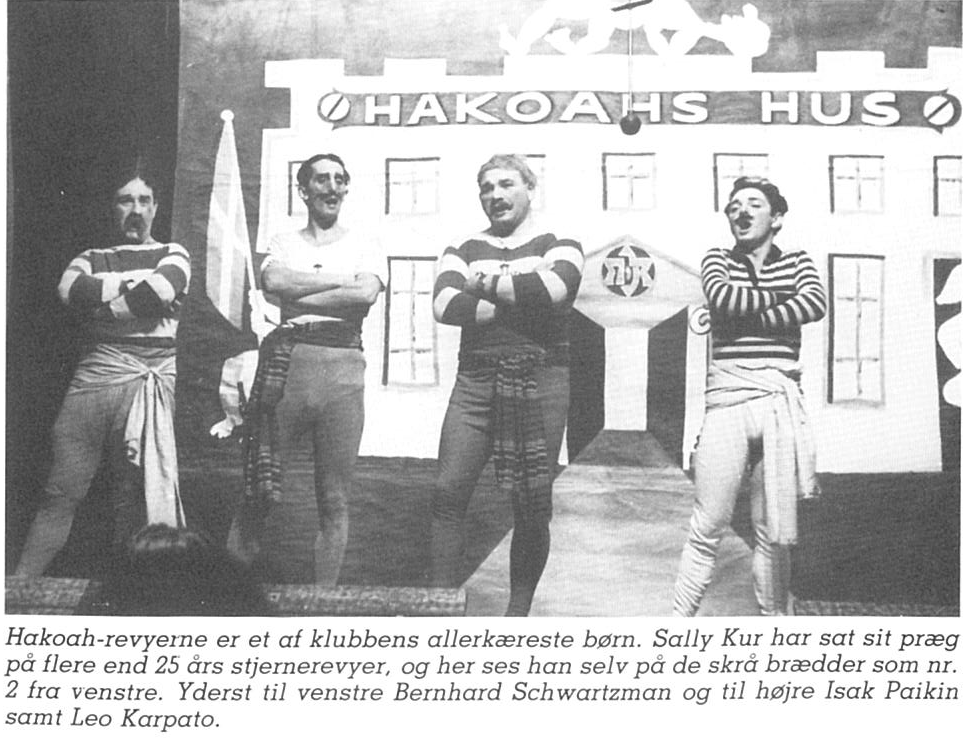 HAKOAHS HUS
Hakoah-revyerne er et af klubbens allerkæreste børn. Sally Kur har sat sit præg
på flere end 25 års stjernerevyer, og her ses han selv på de skrå brædder som nr.
2 fra venstre. Yderst til venstre Bernhard Schwartzman og til højre Isak Paikin
samt Leo Karpato.